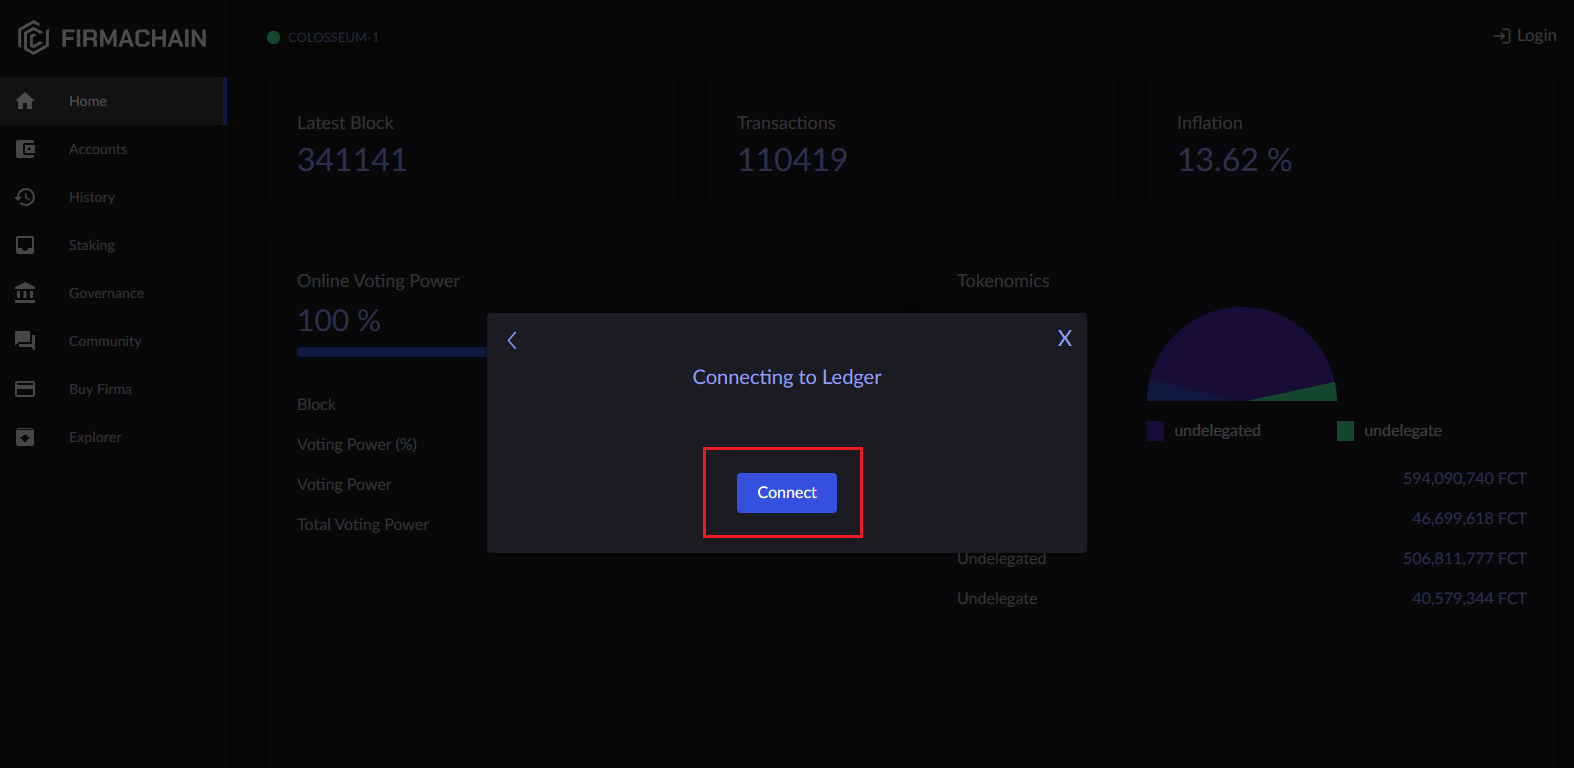 FIRMACHAIN
COLOSSEUM-1
Login
Home
Accounts
History
Staking
Governance
Community
Buy Firma
Explorer
Latest Block
341141
Transactions
110419
Inflation
13.62 %
Online Voting Power
100 %
Block
Voting Power (%)
Voting Power
Total Voting Power
X
Connecting to Ledger
Connect
Tokenomics
undelegated
undelegate
594,090,740 FCT
46,699,618 FCT
Undelegated
506,811,777 FCT
Undelegate
40,579,344 FCT